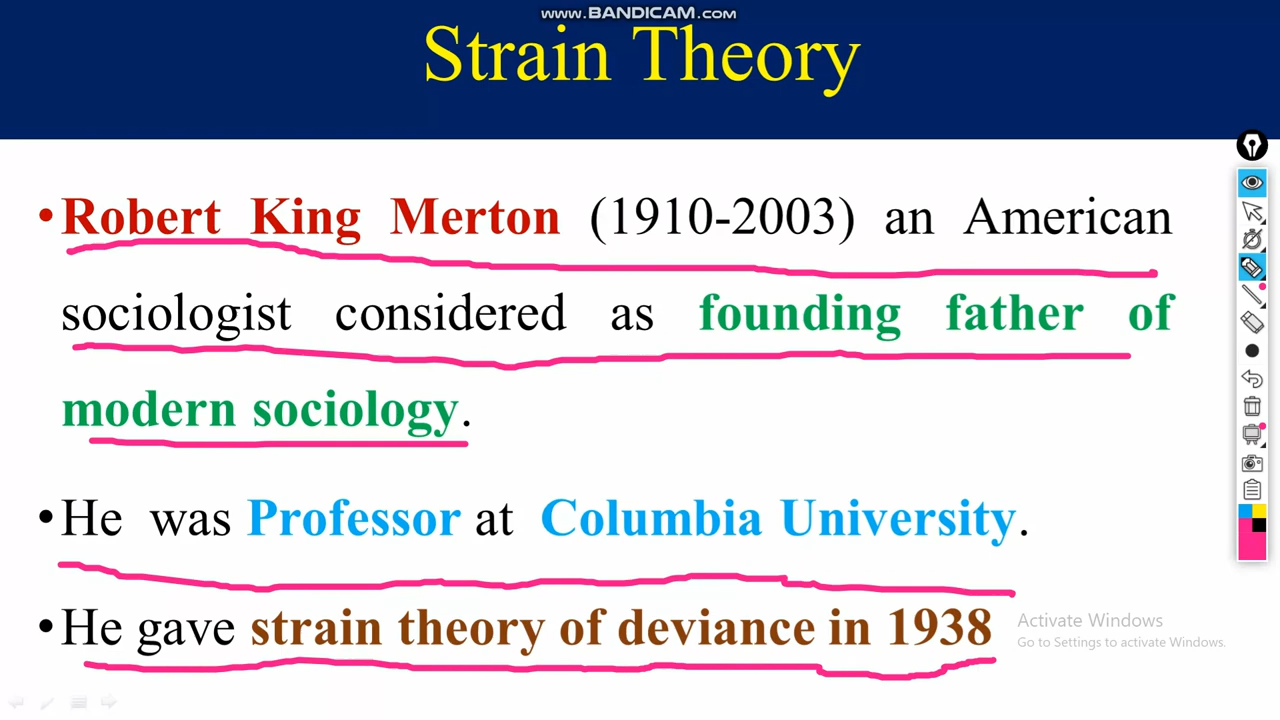 www.BANDICAM.com
Strain Theory
•Robert King Merton (1910-2003) an American
sociologist considered as founding father of
modern sociology.
•He was Professor at Columbia University.
•He gave strain theory of deviance in 1938
Activate Windows
Go to Settings to activate Windows.